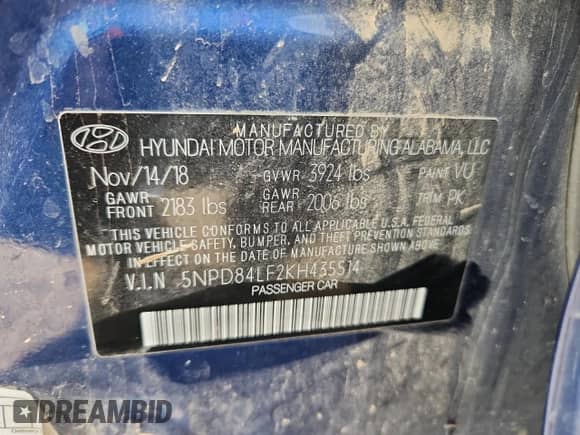 MANUFACTURED BY
HYUNDAI MOTOR MANUFACTURING ALABAMA, LLC
Nov/14/18 GVWR 3924 lbs PAINT VU
GAWR FRONT 2183 lbs GAWR REAR 2006 lbs TRIM PK
THIS VEHICLE CONFORMS TO ALL APPLICABLE U.S.A. FEDERAL
MOTOR VEHICLE SAFETY, BUMPER, AND THEFT PREVENTION STANDARDS
IN EFFECT ON THE DATE OF MANUFACTURE SHOWN ABOVE.
V.I.N 5NPD84LF2KH435514
PASSENGER CAR
DREAMBID